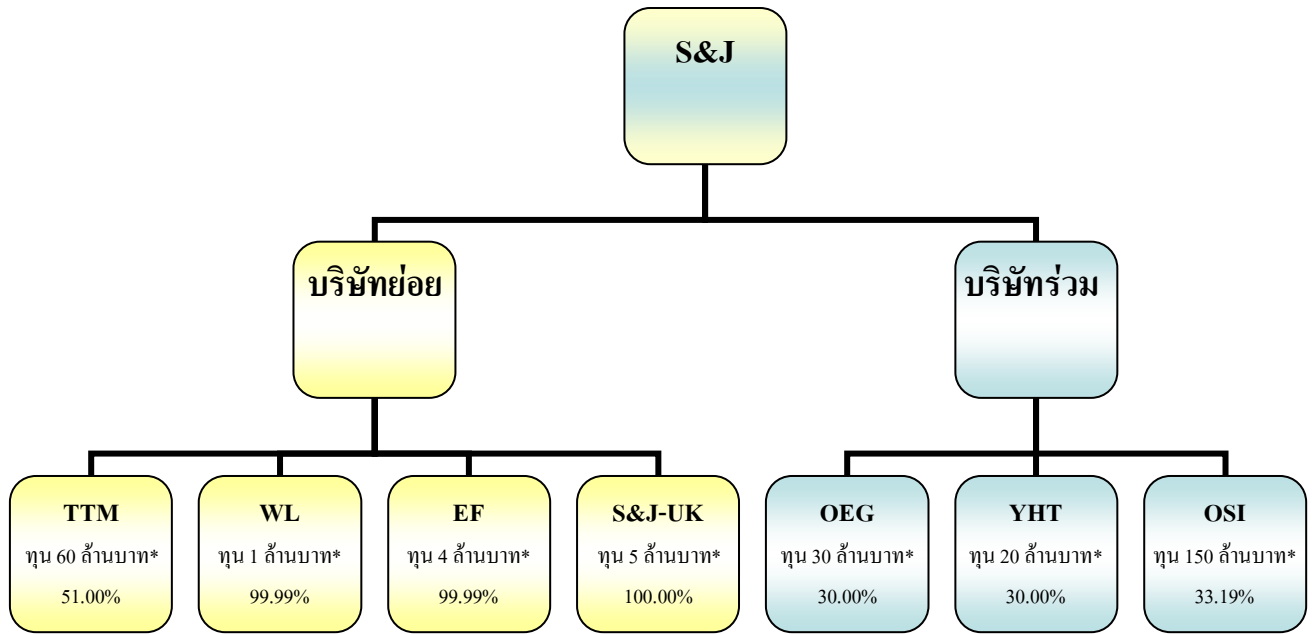 S&J
บริษัทย่อย
บริษัทร่วม
TTM
ทุน 60 ล้านบาท*
51.00%
WL
ทุน 1 ล้านบาท*
99.99%
EF
ทุน 4 ล้านบาท*
99.99%
S&J-UK
ทุน 5 ล้านบาท*
100.00%
OEG
ทุน 30 ล้านบาท*
30.00%
YHT
ทุน 20 ล้านบาท*
30.00%
OSI
ทุน 150 ล้านบาท*
33.19%